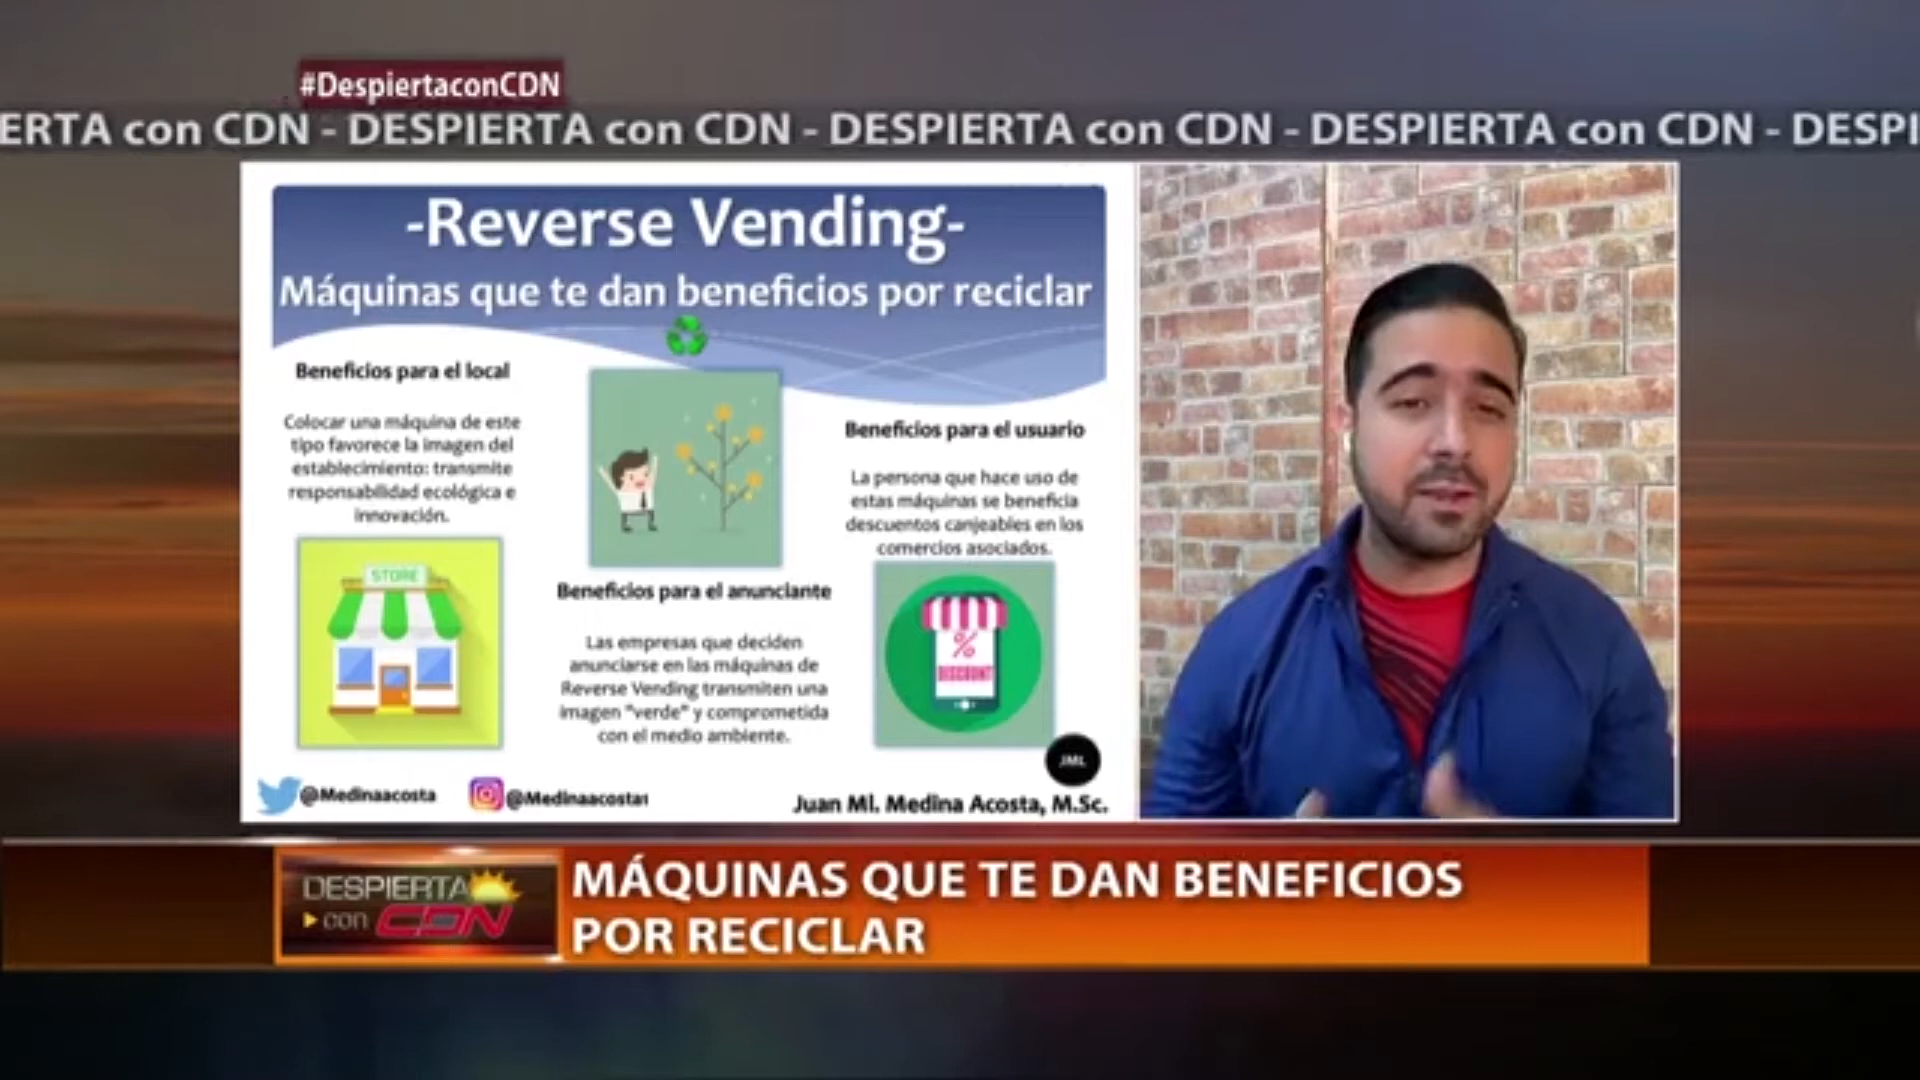 #DespiertaconCDN
ERTA con CDN - DESPIERTA con CDN - DESPIERTA con CDN - DESPIERTA con CDN - DESPI
-Reverse Vending-
Máquinas que te dan beneficios por reciclar
Beneficios para el local
Colocar una máquina de este
tipo favorece la imagen del
establecimiento: transmite
responsabilidad ecológica e
innovación.
STORE
Beneficios para el anunciante
Las empresas que deciden
anunciarse en las máquinas de
Reverse Vending transmiten una
imagen "verde" y comprometida
con el medio ambiente.
Beneficios para el usuario
La persona que hace uso de
estas máquinas se beneficia
descuentos canjeables en los
comercios asociados.
%
DISCOUNT
JML
@Medinaacosta
@Medinaacosta1
Juan Ml. Medina Acosta, M.Sc.
DESPIERTA
con CDN
MÁQUINAS QUE TE DAN BENEFICIOS
POR RECICLAR